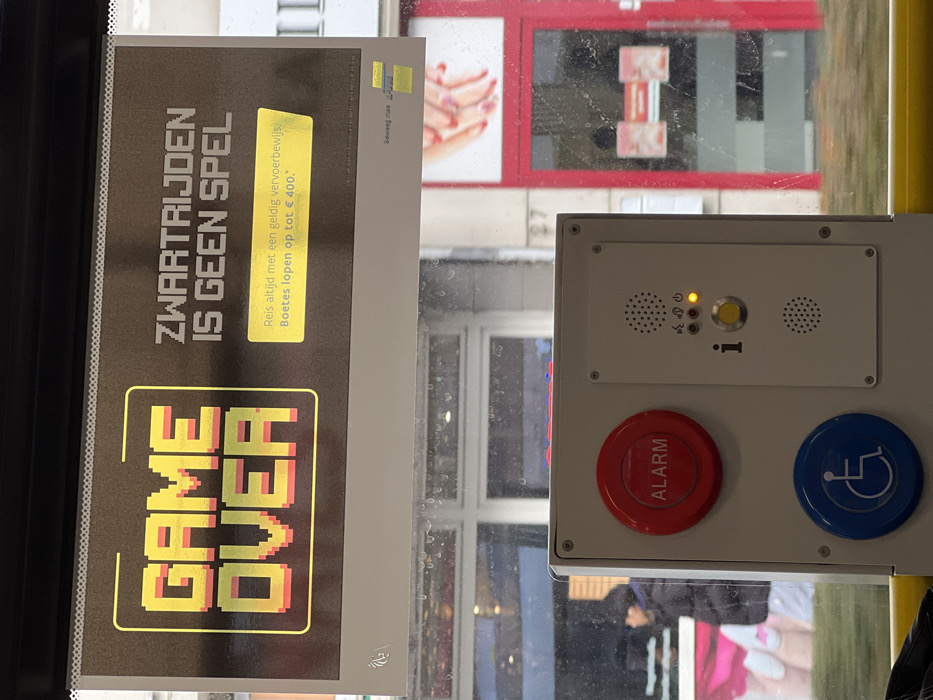 GAME
OVER
ZWARTRIJDEN
IS GEEN SPEL
Reis altijd met een geldig vervoerbewijs.
Boetes lopen op tot € 400.*
ALARM
i